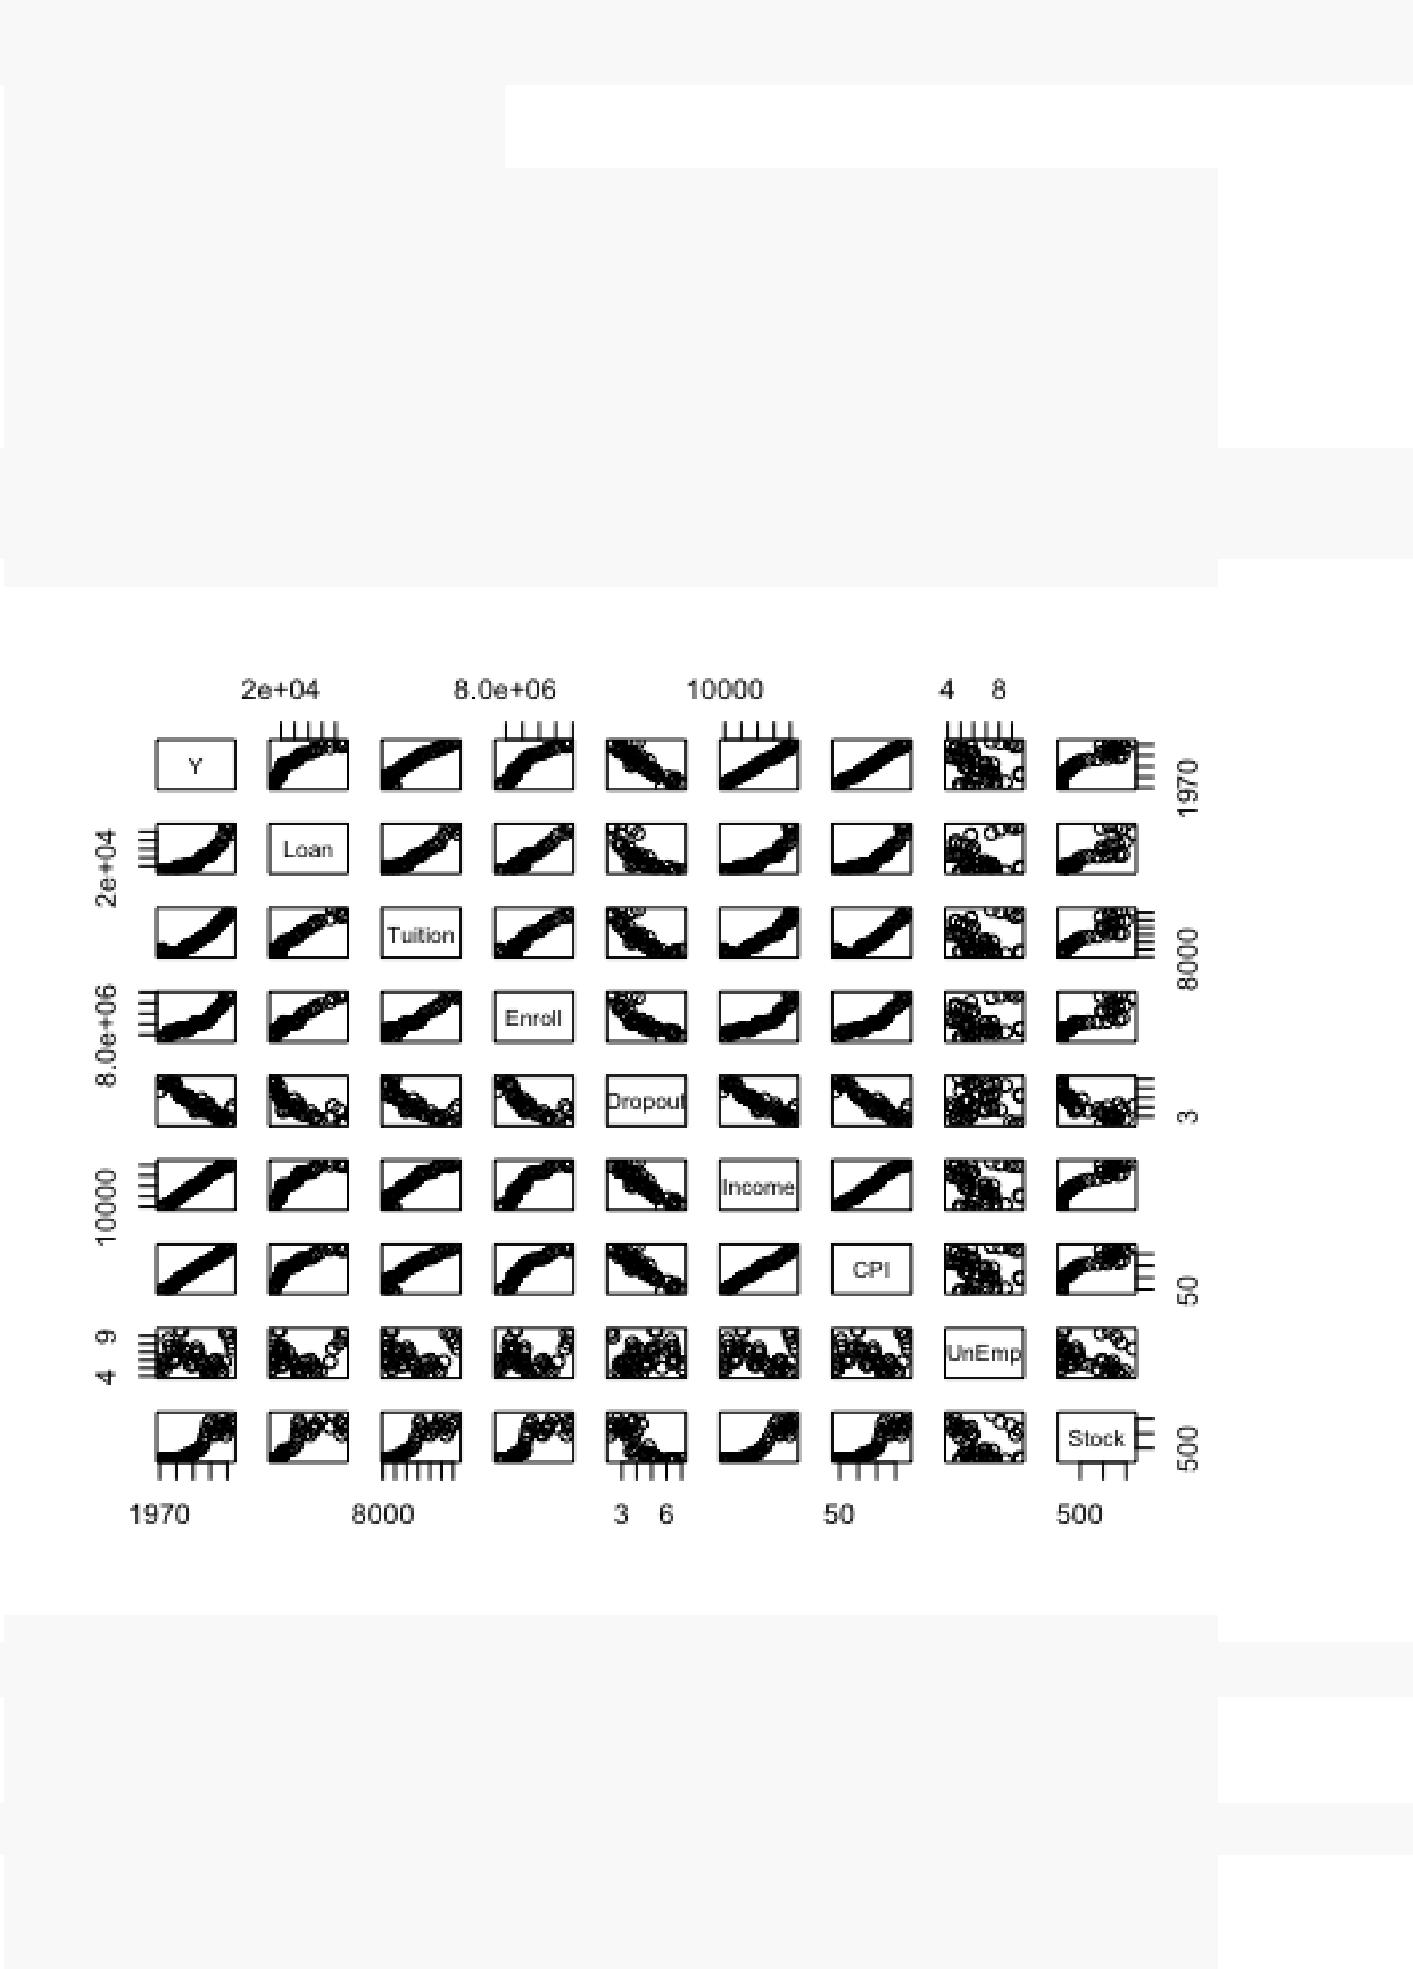 2e+04 8.0e+06 10000 4 8
Y
1970
2e+04
Loan
Tuition
8000
8.0e+06
Enroll
Dropout
3
10000
Income
CPI
50
4 9
UnEmp
Stock
500
1970 8000 3 6 50 500